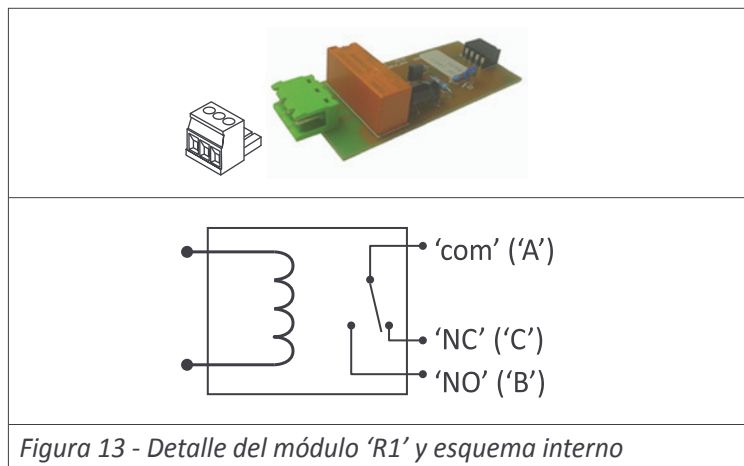 ‘com’ (‘A’)
‘NC’ (‘C’)
‘NO’ (‘B’)
Figura 13 - Detalle del módulo ‘R1’ y esquema interno